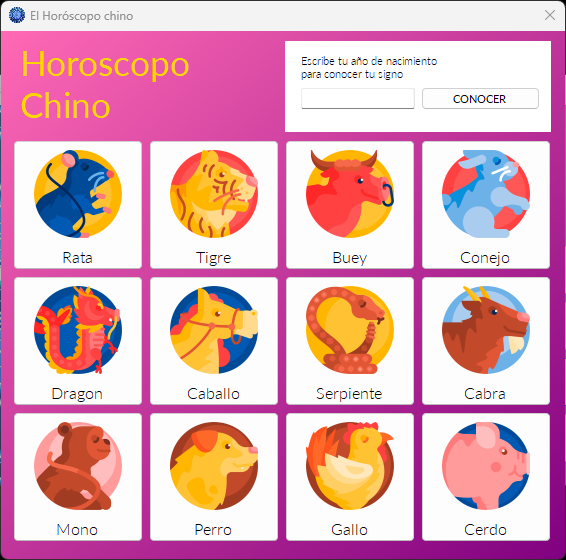 El Horóscopo chino
Horoscopo
Chino
Escribe tu año de nacimiento
para conocer tu signo
CONOCER
Rata
Tigre
Buey
Conejo
Dragon
Caballo
Serpiente
Cabra
Mono
Perro
Gallo
Cerdo